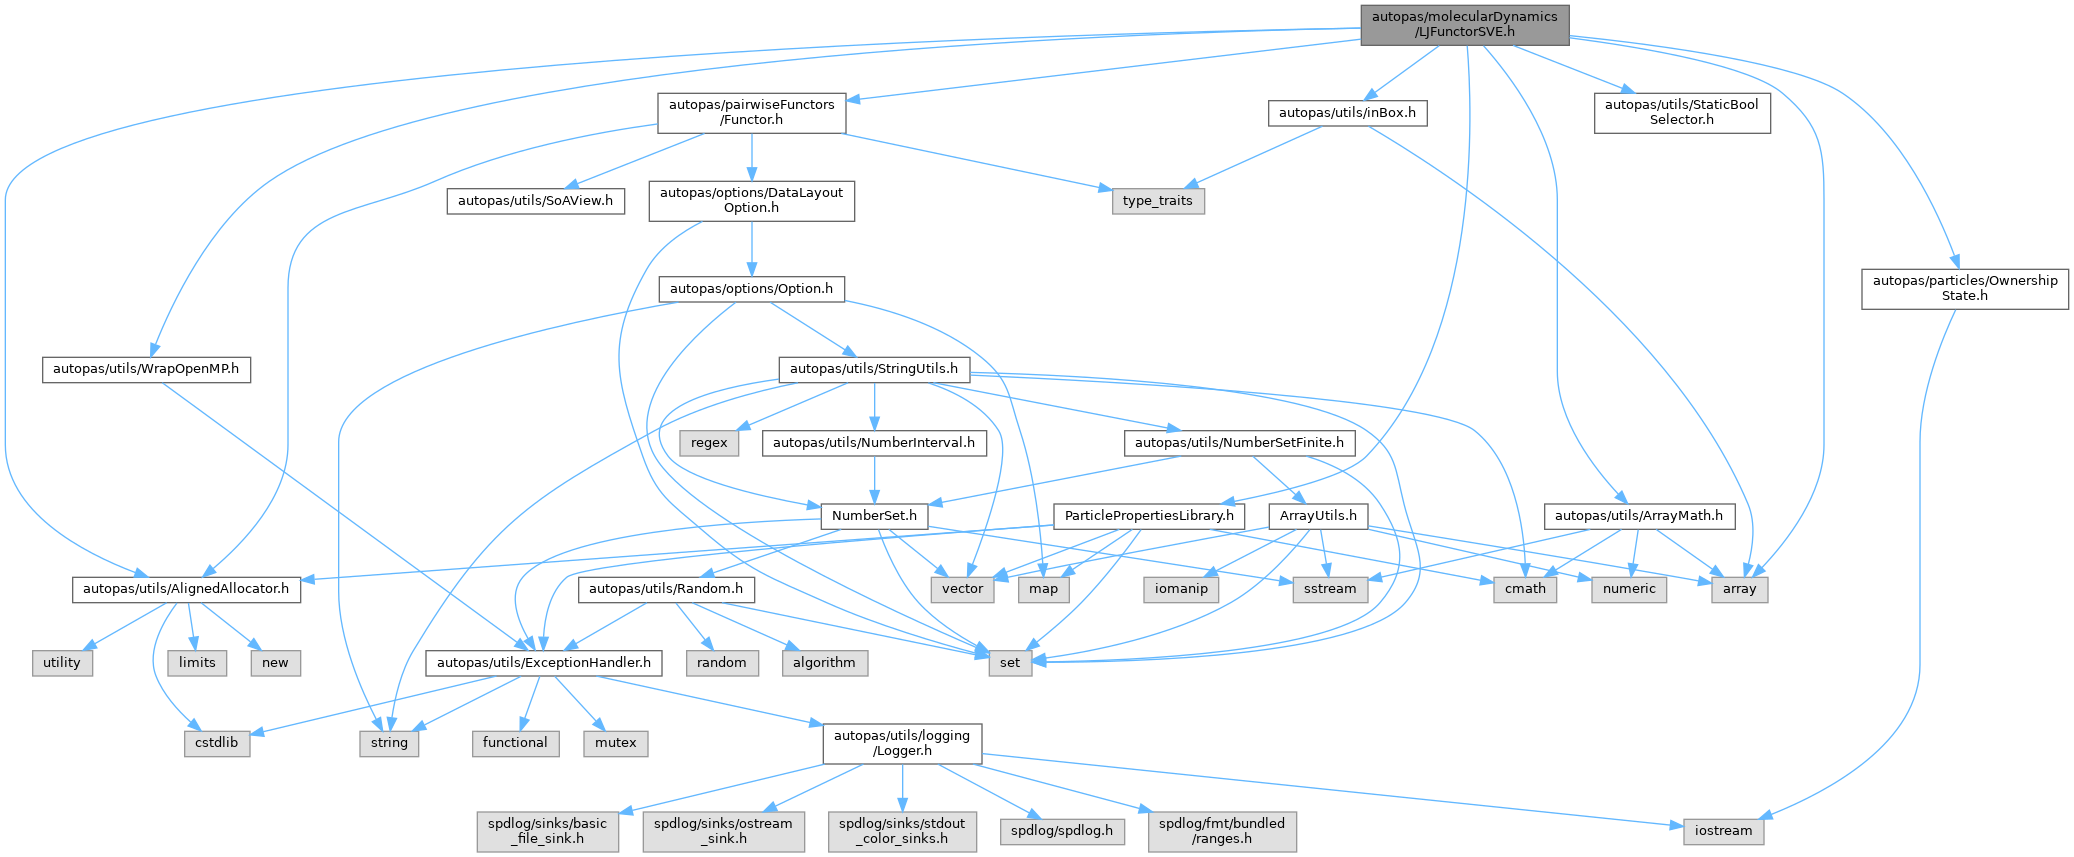 autopas/molecularDynamics
/LJFunctorSVE.h
autopas/pairwiseFunctors
/Functor.h
autopas/utils/inBox.h
autopas/utils/StaticBool
Selector.h
autopas/utils/SoAView.h
autopas/options/DataLayout
Option.h
type_traits
autopas/options/Option.h
autopas/particles/Ownership
State.h
autopas/utils/WrapOpenMP.h
autopas/utils/StringUtils.h
regex
autopas/utils/NumberInterval.h
autopas/utils/NumberSetFinite.h
NumberSet.h
ParticlePropertiesLibrary.h
ArrayUtils.h
autopas/utils/ArrayMath.h
autopas/utils/AlignedAllocator.h
autopas/utils/Random.h
vector
map
iomanip
sstream
cmath
numeric
array
utility
limits
new
autopas/utils/ExceptionHandler.h
random
algorithm
set
cstdlib
string
functional
mutex
autopas/utils/logging
/Logger.h
spdlog/sinks/basic
_file_sink.h
spdlog/sinks/ostream
_sink.h
spdlog/sinks/stdout
_color_sinks.h
spdlog/spdlog.h
spdlog/fmt/bundled
/ranges.h
iostream